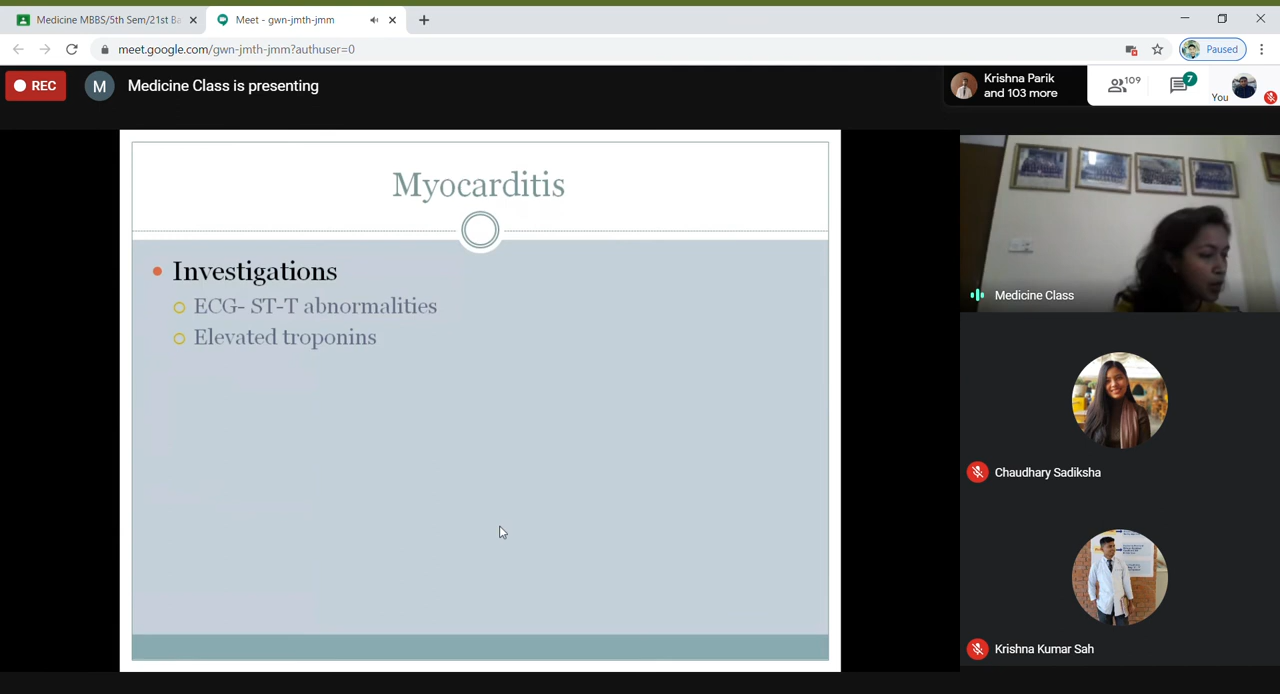 Medicine MBBS/5th Sem/21st Ba
Meet - gwn-jmth-jmm
meet.google.com/gwn-jmth-jmm?authuser=0
Paused
REC
M
Medicine Class is presenting
Krishna Parik
and 103 more
109
7
You
Myocarditis
Investigations
ECG- ST-T abnormalities
Elevated troponins
Medicine Class
Chaudhary Sadiksha
Krishna Kumar Sah